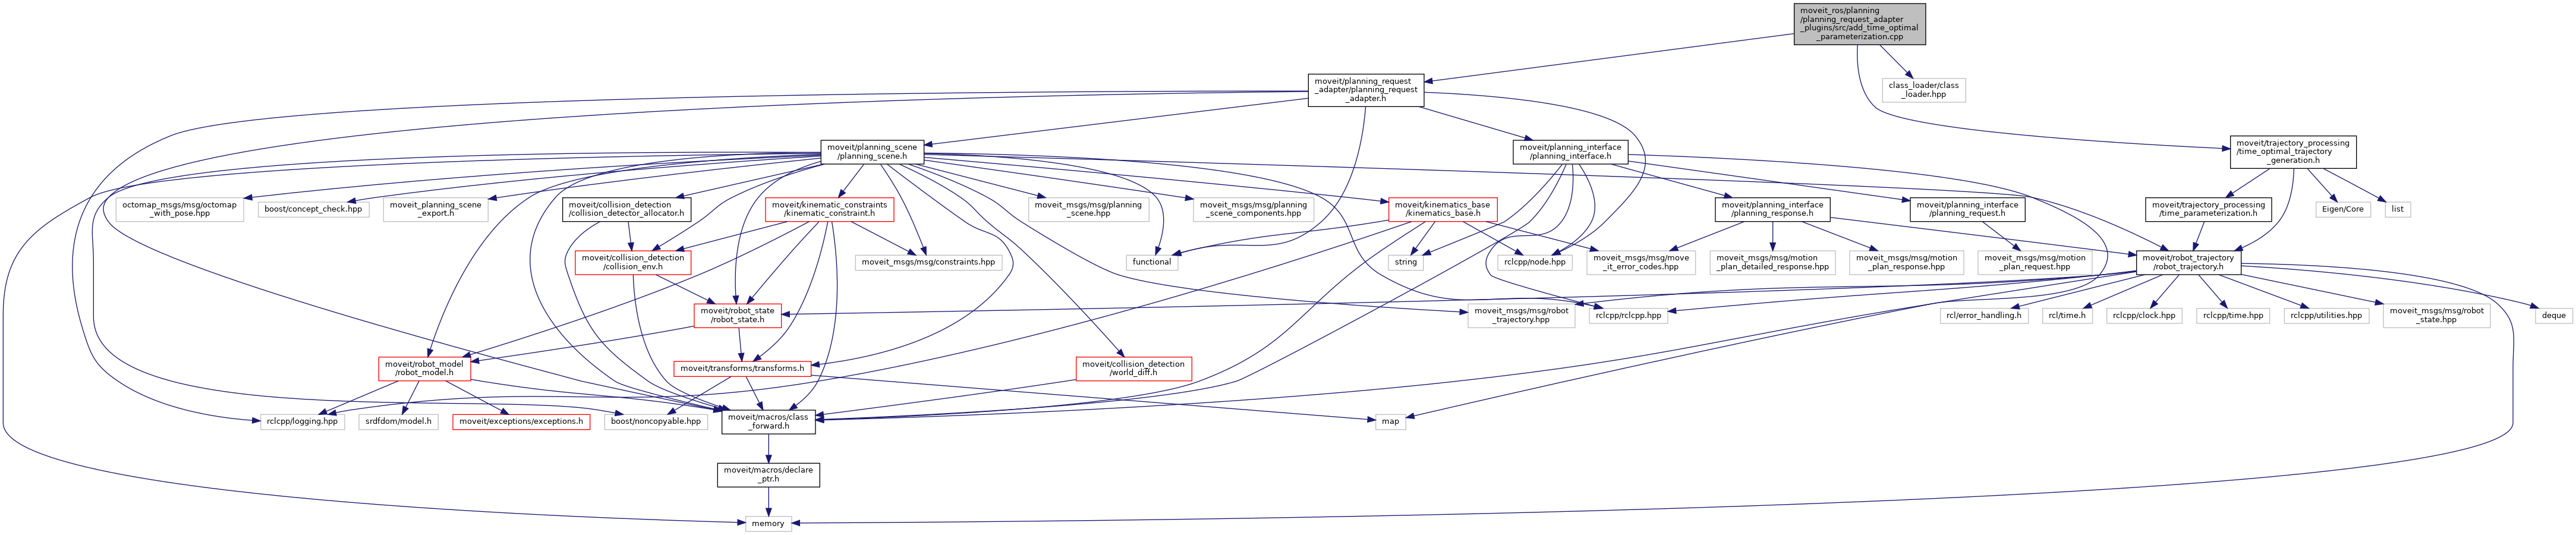 moveit_ros/planning
/planning_request_adapter
_plugins/src/add_time_optimal
_parameterization.cpp
moveit/planning_request
_adapter/planning_request
_adapter.h
class_loader/class
_loader.hpp
moveit/planning_scene
/planning_scene.h
moveit/planning_interface
/planning_interface.h
moveit/trajectory_processing
/time_optimal_trajectory
_generation.h
octomap_msgs/msg/octomap
_with_pose.hpp
boost/concept_check.hpp
moveit_planning_scene
_export.h
moveit/collision_detection
/collision_detector_allocator.h
moveit/kinematic_constraints
/kinematic_constraint.h
moveit_msgs/msg/planning
_scene.hpp
moveit_msgs/msg/planning
_scene_components.hpp
moveit/kinematics_base
/kinematics_base.h
moveit/planning_interface
/planning_response.h
moveit/planning_interface
/planning_request.h
moveit/trajectory_processing
/time_parameterization.h
Eigen/Core
list
moveit/collision_detection
/collision_env.h
moveit_msgs/msg/constraints.hpp
functional
string
rclcpp/node.hpp
moveit_msgs/msg/move
_it_error_codes.hpp
moveit_msgs/msg/motion
_plan_detailed_response.hpp
moveit_msgs/msg/motion
_plan_response.hpp
moveit_msgs/msg/motion
_plan_request.hpp
moveit/robot_trajectory
/robot_trajectory.h
moveit/robot_state
/robot_state.h
moveit_msgs/msg/robot
_trajectory.hpp
rclcpp/rclcpp.hpp
rcl/error_handling.h
rcl/time.h
rclcpp/clock.hpp
rclcpp/time.hpp
rclcpp/utilities.hpp
moveit_msgs/msg/robot
_state.hpp
deque
moveit/robot_model
/robot_model.h
moveit/transforms/transforms.h
moveit/collision_detection
/world_diff.h
rclcpp/logging.hpp
srdfdom/model.h
moveit/exceptions/exceptions.h
boost/noncopyable.hpp
moveit/macros/class
_forward.h
map
moveit/macros/declare
_ptr.h
memory